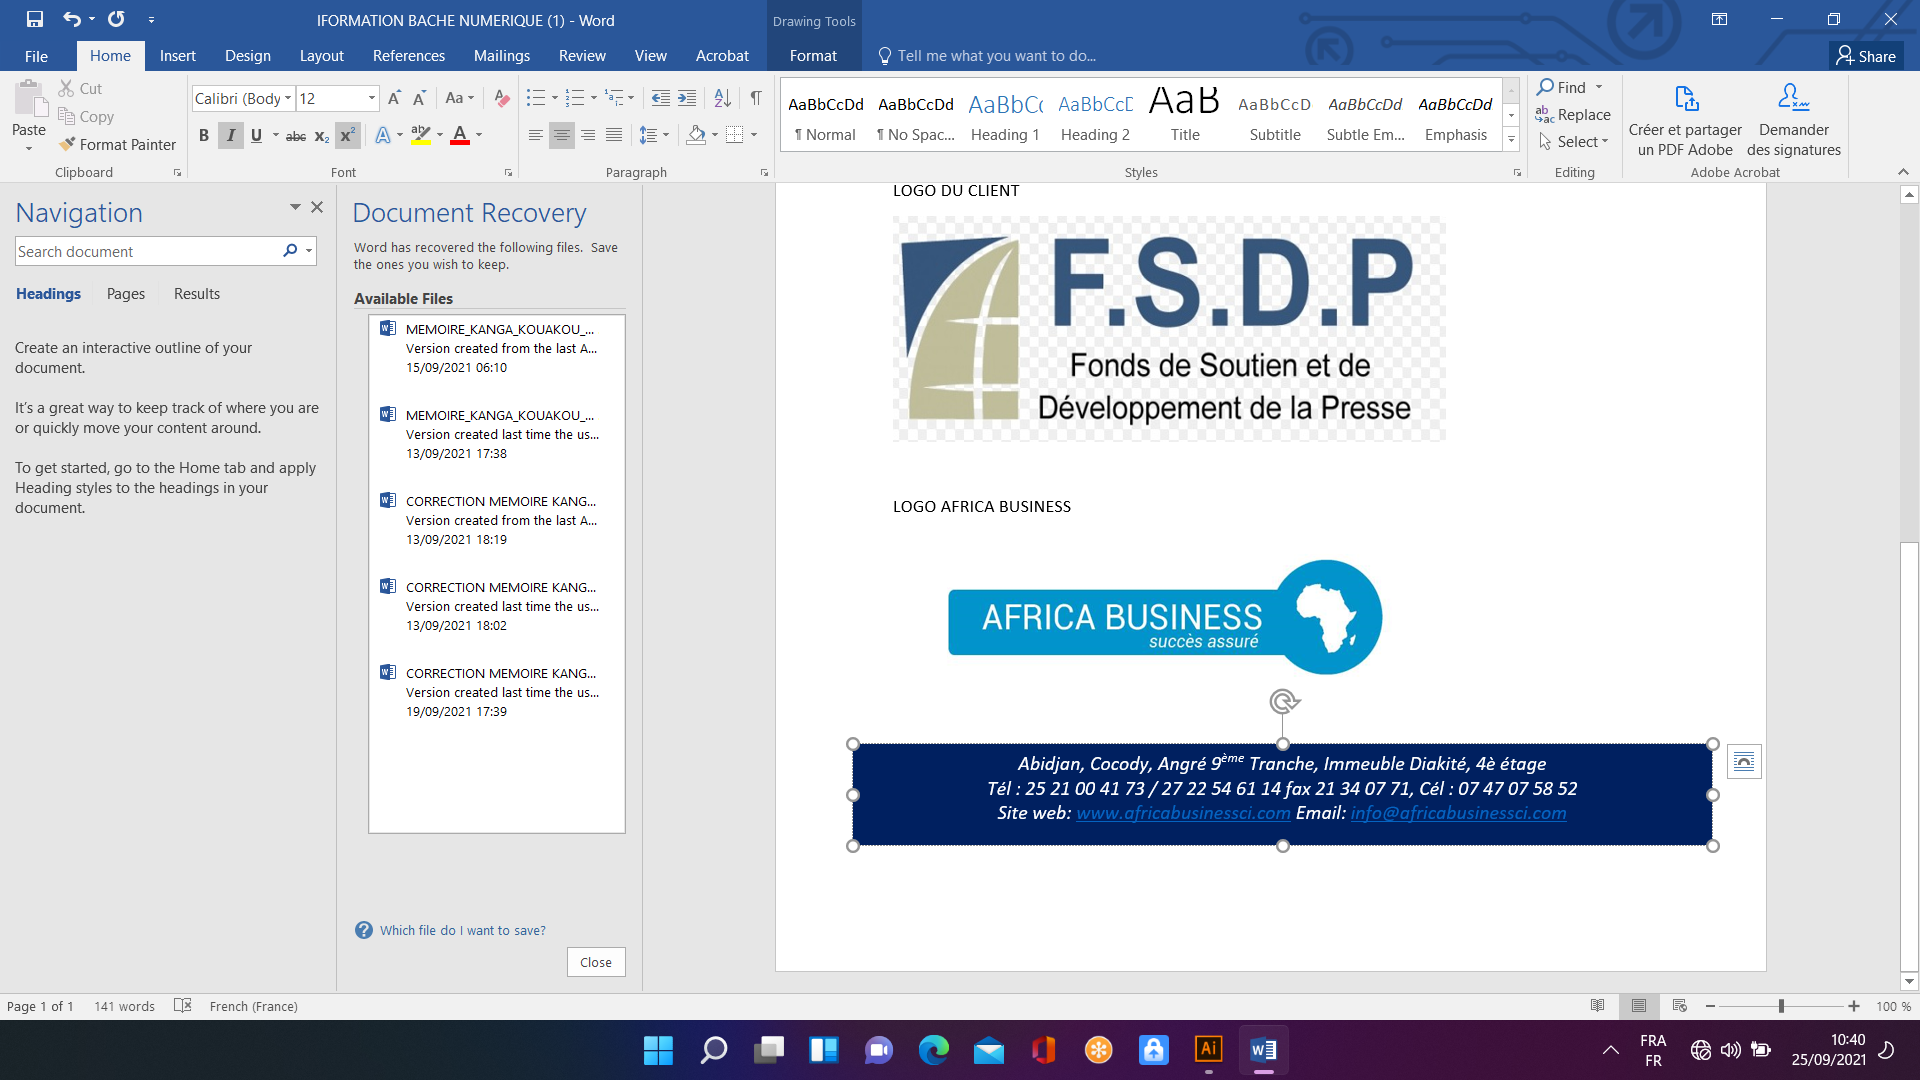 IFORMATION BACHE NUMERIQUE (1) - Word
Drawing Tools
File Home Insert Design Layout References Mailings Review View Acrobat Format Tell me what you want to do... Share
Paste
Cut
Copy
Format Painter
Clipboard
Calibri (Body 12
Aa
B I U abc X₂ X² A ab A
Font
Paragraph
AaBbCcDd AaBbCcDd AaBbC AaBbCcD AaB AaBbCcD AaBbCcDd AaBbCcDd
¶ Normal ¶ No Spac... Heading 1 Heading 2 Title Subtitle Subtle Em... Emphasis
Styles
Find
Replace
Select
Editing
Créer et partager
un PDF Adobe
Demander
des signatures
Adobe Acrobat
Navigation
Search document
Headings Pages Results
Create an interactive outline of your
document.
It's a great way to keep track of where you are
or quickly move your content around.
To get started, go to the Home tab and apply
Heading styles to the headings in your
document.
Document Recovery
Word has recovered the following files. Save
the ones you wish to keep.
Available Files
MEMOIRE_KANGA_KOUAKOU_...
Version created from the last A...
15/09/2021 06:10
MEMOIRE_KANGA_KOUAKOU_...
Version created last time the us...
13/09/2021 17:38
CORRECTION MEMOIRE KANG...
Version created from the last A...
13/09/2021 18:19
CORRECTION MEMOIRE KANG...
Version created last time the us...
13/09/2021 18:02
CORRECTION MEMOIRE KANG...
Version created last time the us...
19/09/2021 17:39
Which file do I want to save?
Close
LOGO DU CLIENT
F.S.D.P
Fonds de Soutien et de
Développement de la Presse
LOGO AFRICA BUSINESS
AFRICA BUSINESS
succès assuré
Abidjan, Cocody, Angré 9ème Tranche, Immeuble Diakité, 4è étage
Tél : 25 21 00 41 73 / 27 22 54 61 14 fax 21 34 07 71, Cél : 07 47 07 58 52
Site web: www.africabusinessci.com Email: info@africabusinessci.com
Page 1 of 1 141 words French (France)
100 %
Ai
FRA
FR
10:40
25/09/2021